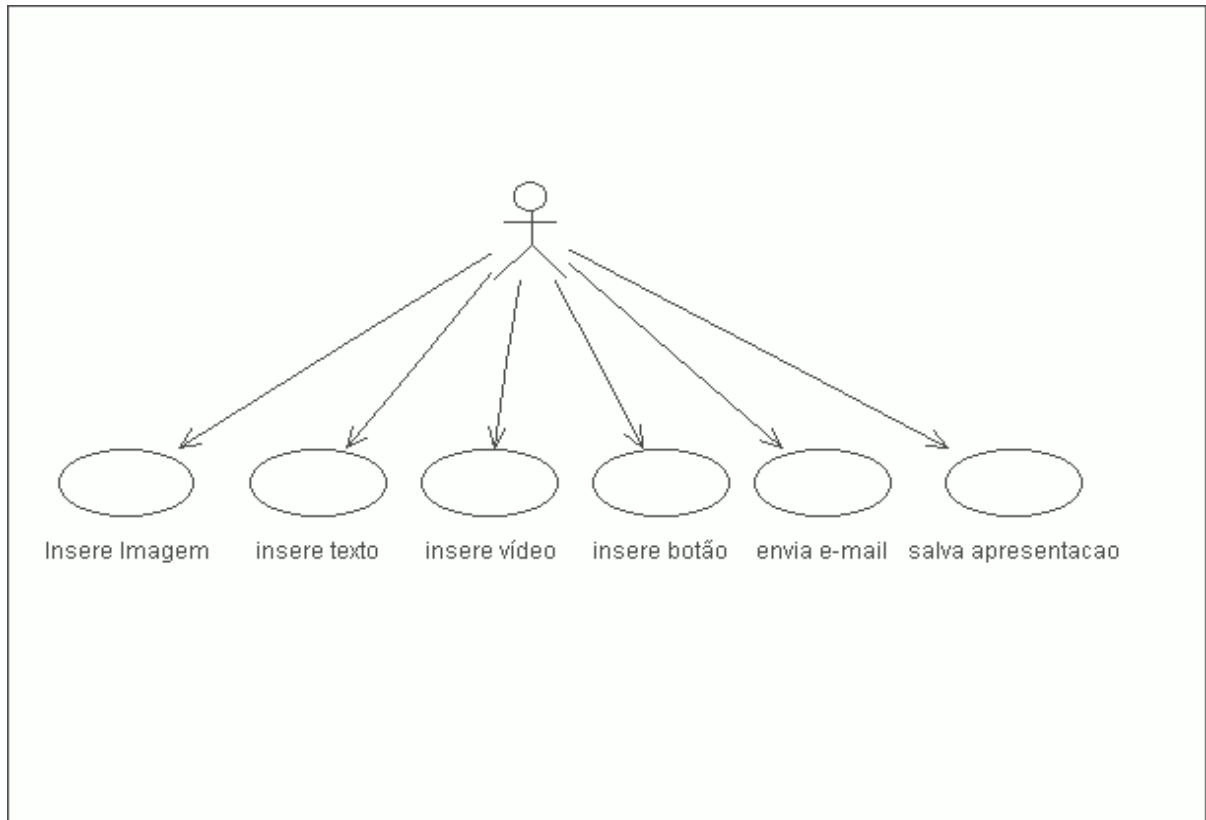 Insere Imagem
insere texto
insere vídeo
insere botão
envia e-mail
salva apresentacao